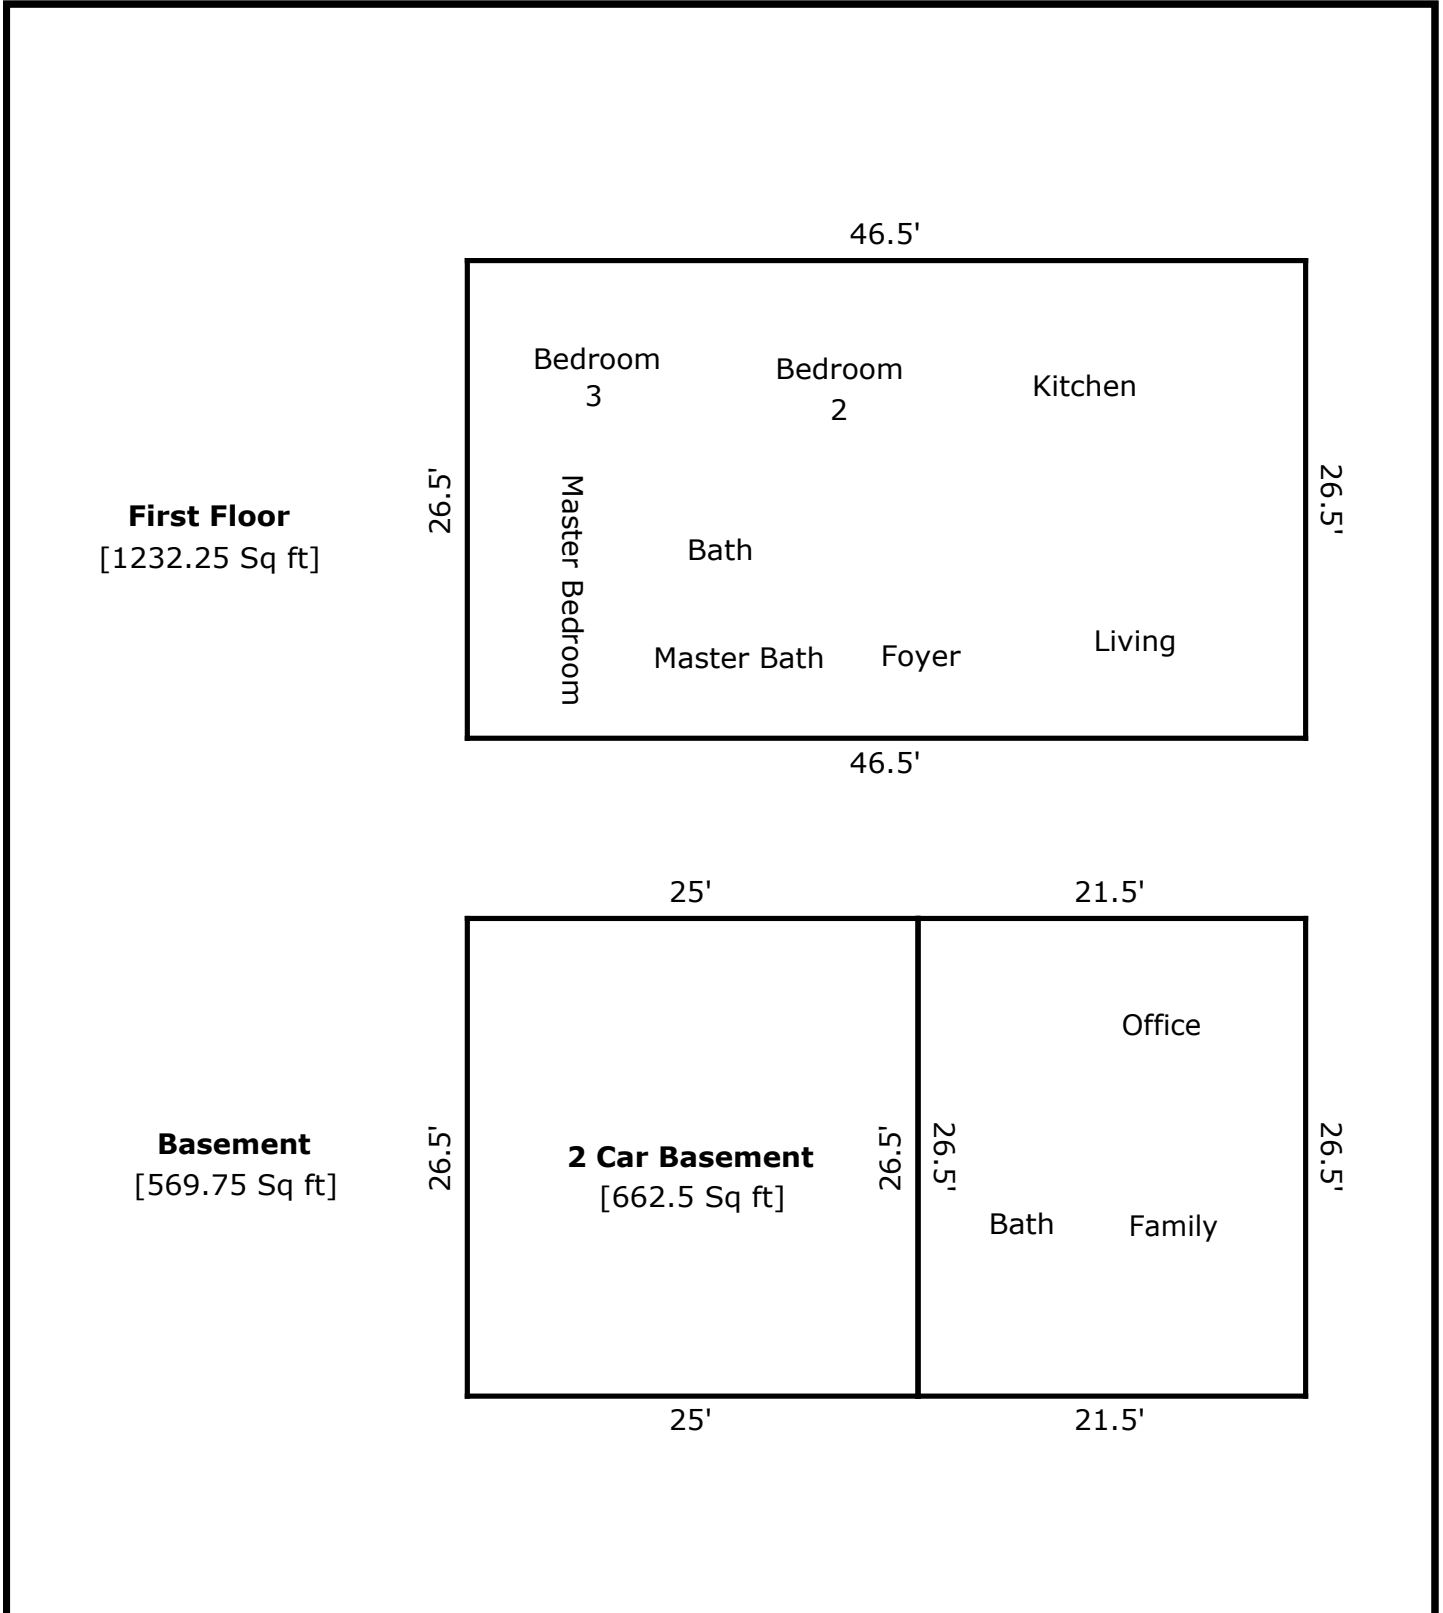 46.5'
Bedroom
3
Bedroom
2
Kitchen
26.5'
26.5'
First Floor
[1232.25 Sq ft]
Master Bedroom
Bath
Master Bath
Foyer
Living
46.5'
25'
21.5'
Office
Basement
[569.75 Sq ft]
26.5'
2 Car Basement
[662.5 Sq ft]
26.5'
26.5'
26.5'
Bath
Family
25'
21.5'